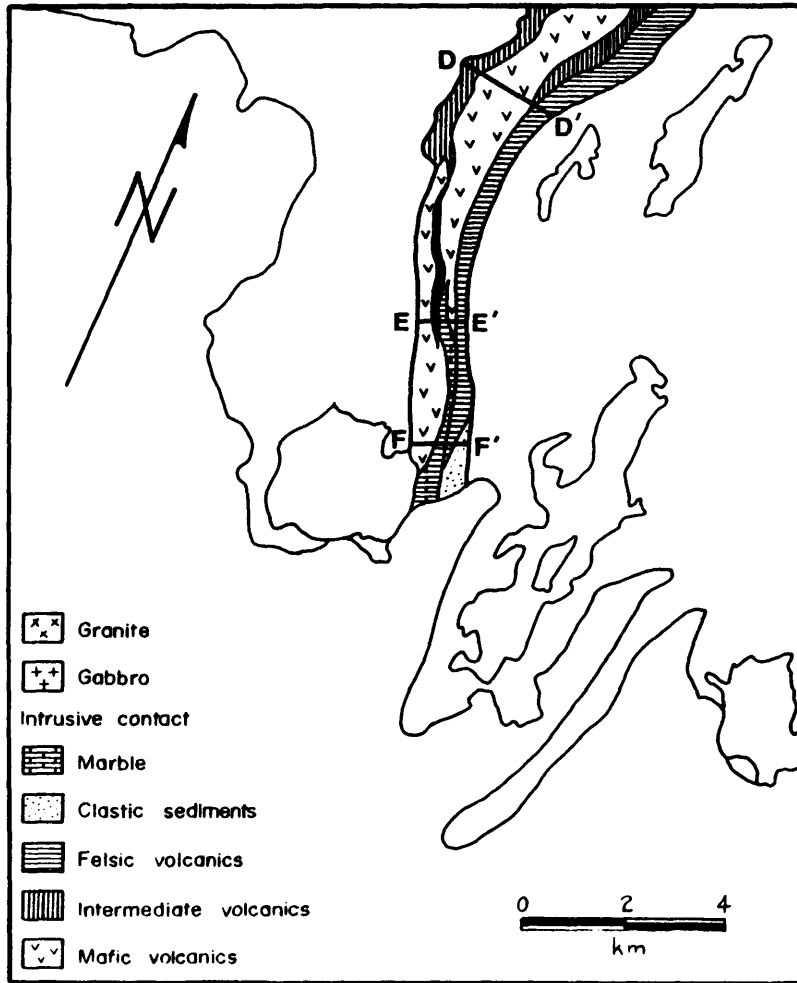 D
D'
N
E E'
F F'
Granite
Gabbro
Intrusive contact
Marble
Clastic sediments
Felsic volcanics
Intermediate volcanics
Mafic volcanics
0 2 4
km